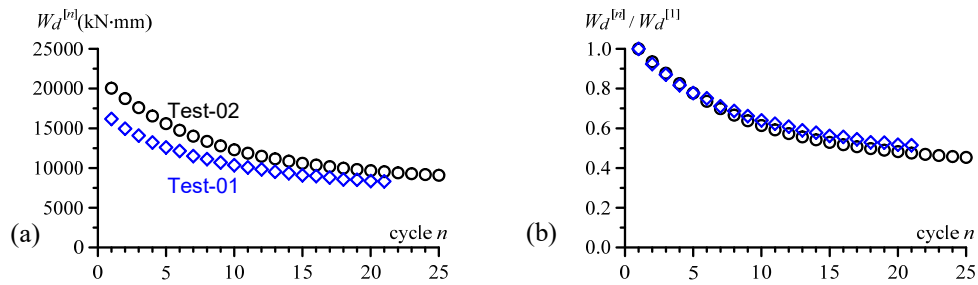 Wd[n](kN·mm)
25000
20000
15000
10000
5000
0
0 5 10 15 20 25
Test-02
Test-01
cycle n
(a)
Wd[n] / Wd[1]
1.0
0.8
0.6
0.4
0.2
0.0
0 5 10 15 20 25
cycle n
(b)